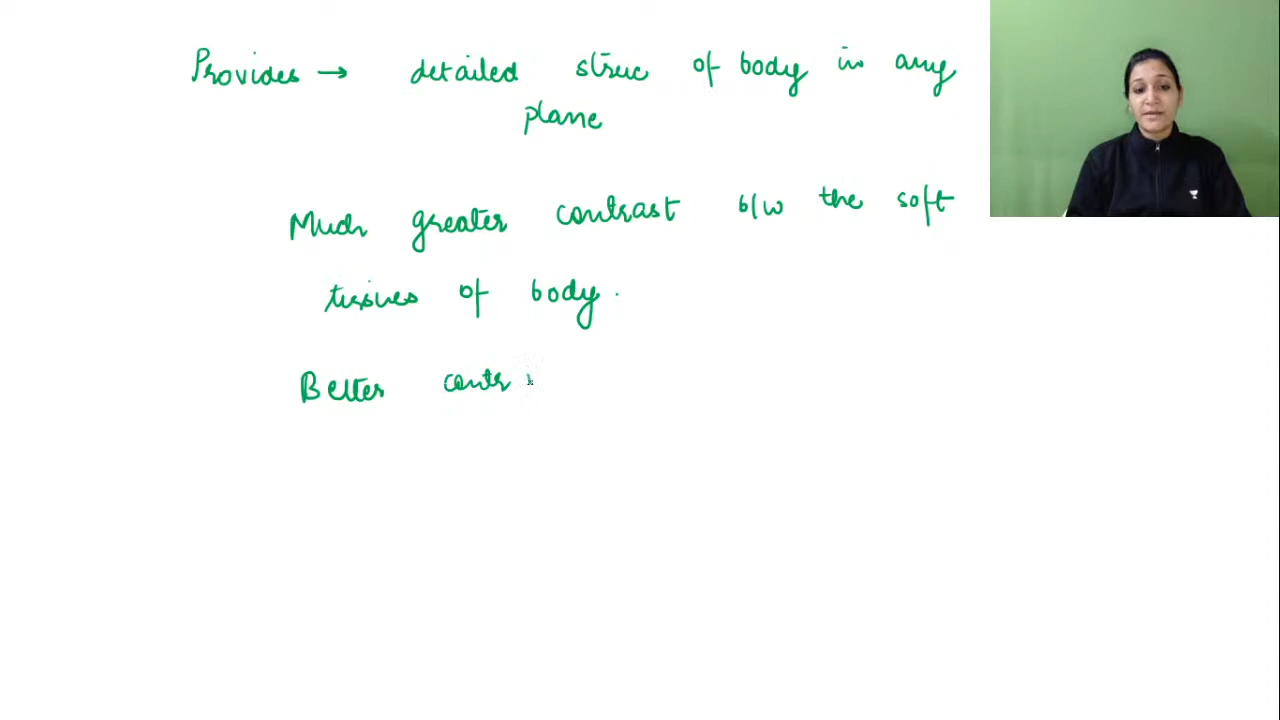 Provides → detailed struc of body in any
plane
Much greater contrast b/w the soft
tissues of body.
Better contr